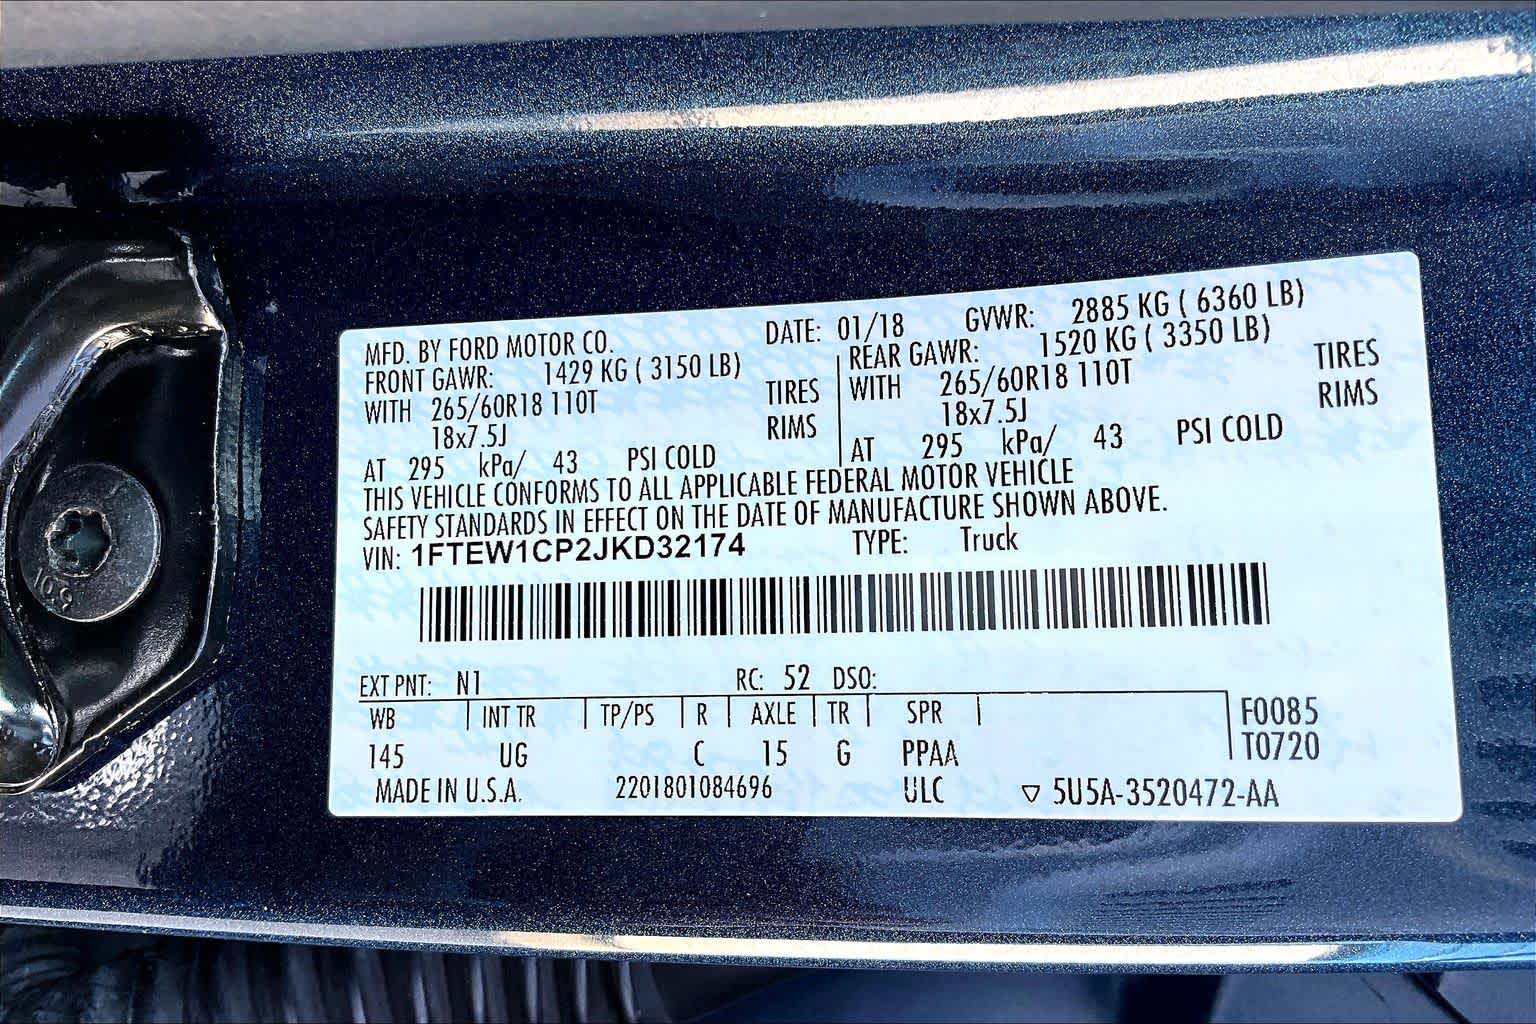 MFD. BY FORD MOTOR CO. DATE: 01/18 GVWR: 2885 KG ( 6360 LB)
FRONT GAWR: 1429 KG ( 3150 LB) REAR GAWR: 1520 KG ( 3350 LB)
WITH 265/60R18 110T TIRES WITH 265/60R18 110T TIRES
18x7.5J RIMS 18x7.5J RIMS
AT 295 kPa/ 43 PSI COLD AT 295 kPa/ 43 PSI COLD
THIS VEHICLE CONFORMS TO ALL APPLICABLE FEDERAL MOTOR VEHICLE
SAFETY STANDARDS IN EFFECT ON THE DATE OF MANUFACTURE SHOWN ABOVE.
VIN: 1FTEW1CP2JKD32174 TYPE: Truck
EXT PNT: N1 RC: 52 DSO:
WB INT TR TP/PS R AXLE TR SPR F0085
145 UG C 15 G PPAA T0720
MADE IN U.S.A. 2201801084696 ULC ▽ 5U5A-3520472-AA
10.9